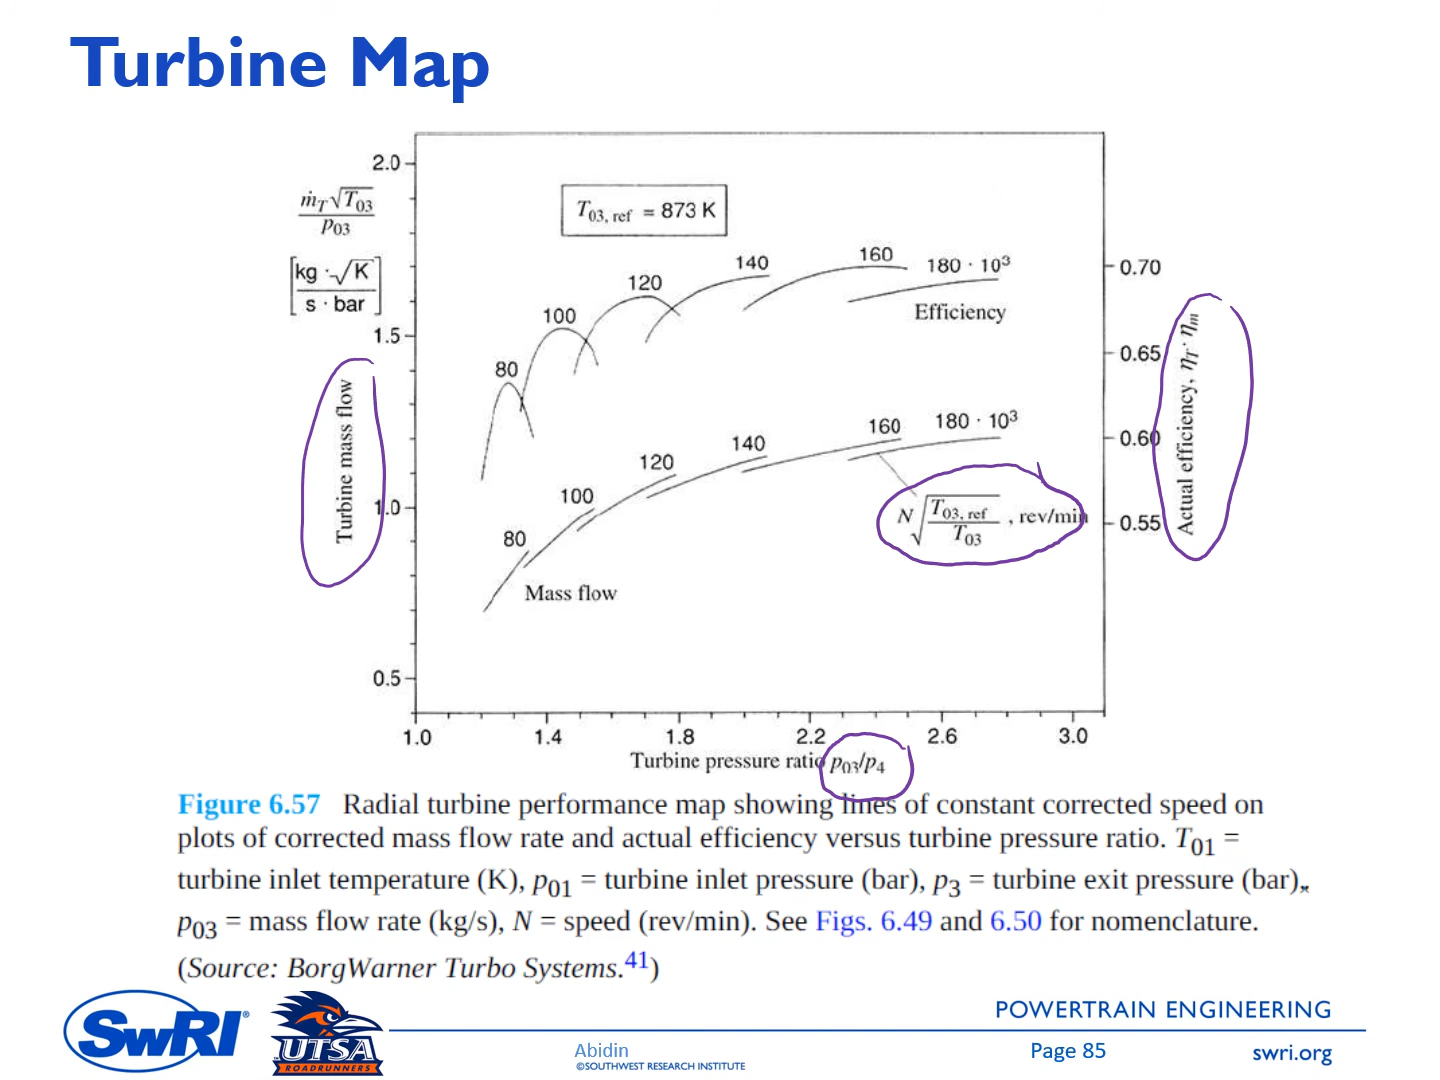 Turbine Map
2.0
ṁT√T03
p03
[kg·√K
s · bar]
T03, ref = 873 K
80
100
120
140
160
180 · 10³
Efficiency
0.70
1.5
0.65
Turbine mass flow
Actual efficiency, ηT · ηm
80
100
120
140
160
180 · 10³
0.60
1.0
N √T03, ref
T03 , rev/min
0.55
Mass flow
0.5
1.0 1.4 1.8 2.2 2.6 3.0
Turbine pressure ratio p03/p4
Figure 6.57 Radial turbine performance map showing lines of constant corrected speed on
plots of corrected mass flow rate and actual efficiency versus turbine pressure ratio. T01 =
turbine inlet temperature (K), p01 = turbine inlet pressure (bar), p3 = turbine exit pressure (bar),
p03 = mass flow rate (kg/s), N = speed (rev/min). See Figs. 6.49 and 6.50 for nomenclature.
(Source: BorgWarner Turbo Systems.41)
SwRI®
UTSA
ROADRUNNERS
POWERTRAIN ENGINEERING
Abidin
©SOUTHWEST RESEARCH INSTITUTE
Page 85
swri.org